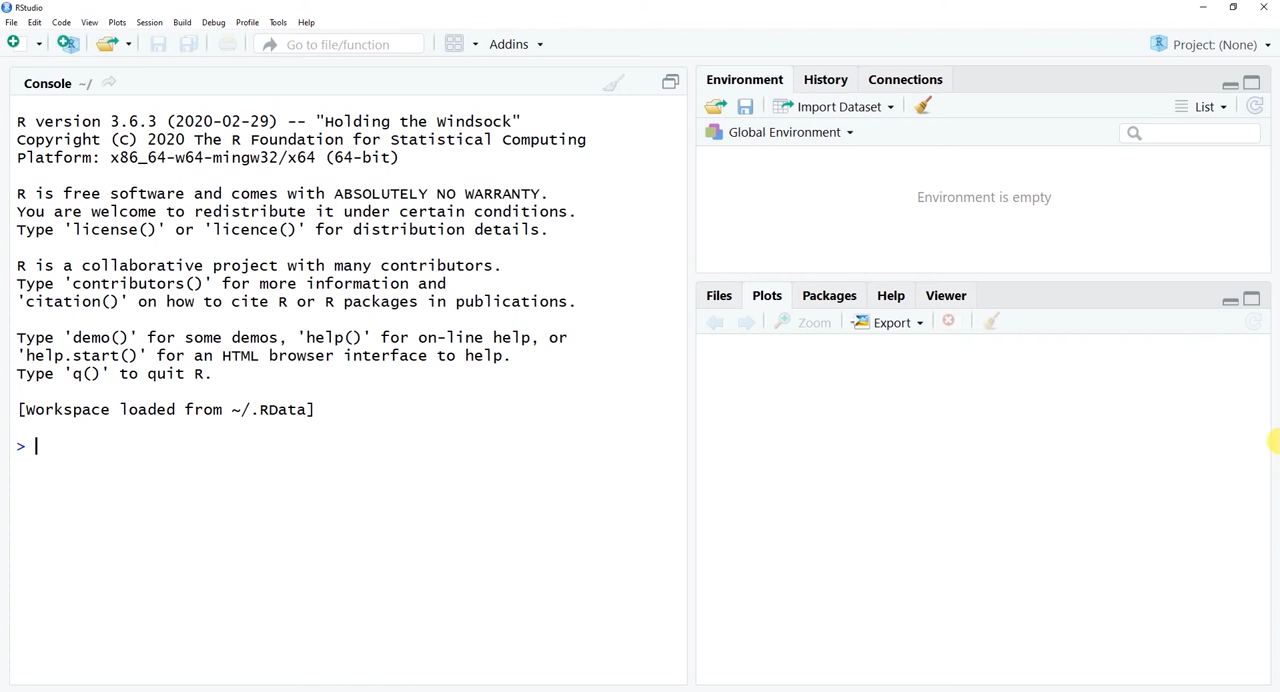 RStudio
File Edit Code View Plots Session Build Debug Profile Tools Help
Go to file/function Addins Project: (None)
Console ~/
R version 3.6.3 (2020-02-29) -- "Holding the Windsock"
Copyright (C) 2020 The R Foundation for Statistical Computing
Platform: x86_64-w64-mingw32/x64 (64-bit)
R is free software and comes with ABSOLUTELY NO WARRANTY.
You are welcome to redistribute it under certain conditions.
Type 'license()' or 'licence()' for distribution details.
R is a collaborative project with many contributors.
Type 'contributors()' for more information and
'citation()' on how to cite R or R packages in publications.
Type 'demo()' for some demos, 'help()' for on-line help, or
'help.start()' for an HTML browser interface to help.
Type 'q()' to quit R.
[Workspace loaded from ~/.RData]
>
Environment History Connections
Import Dataset List
Global Environment
Environment is empty
Files Plots Packages Help Viewer
Zoom Export